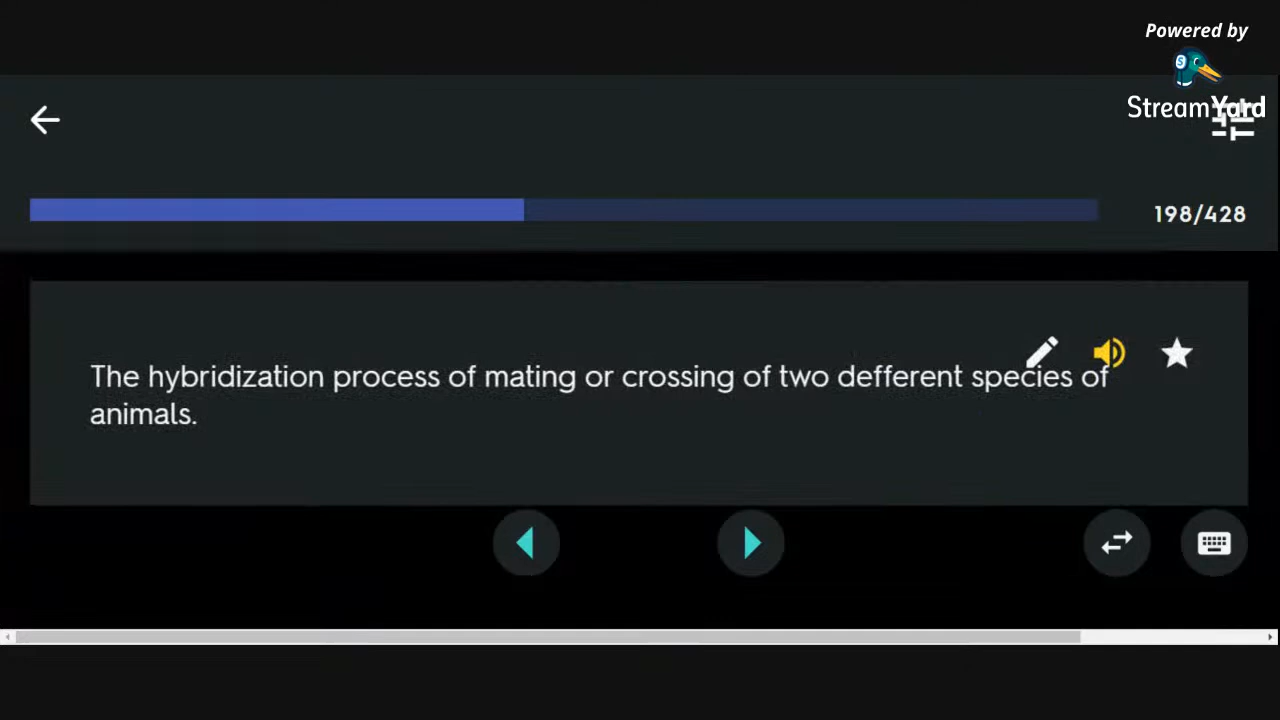 Powered by
StreamYard
198/428
The hybridization process of mating or crossing of two defferent species of
animals.